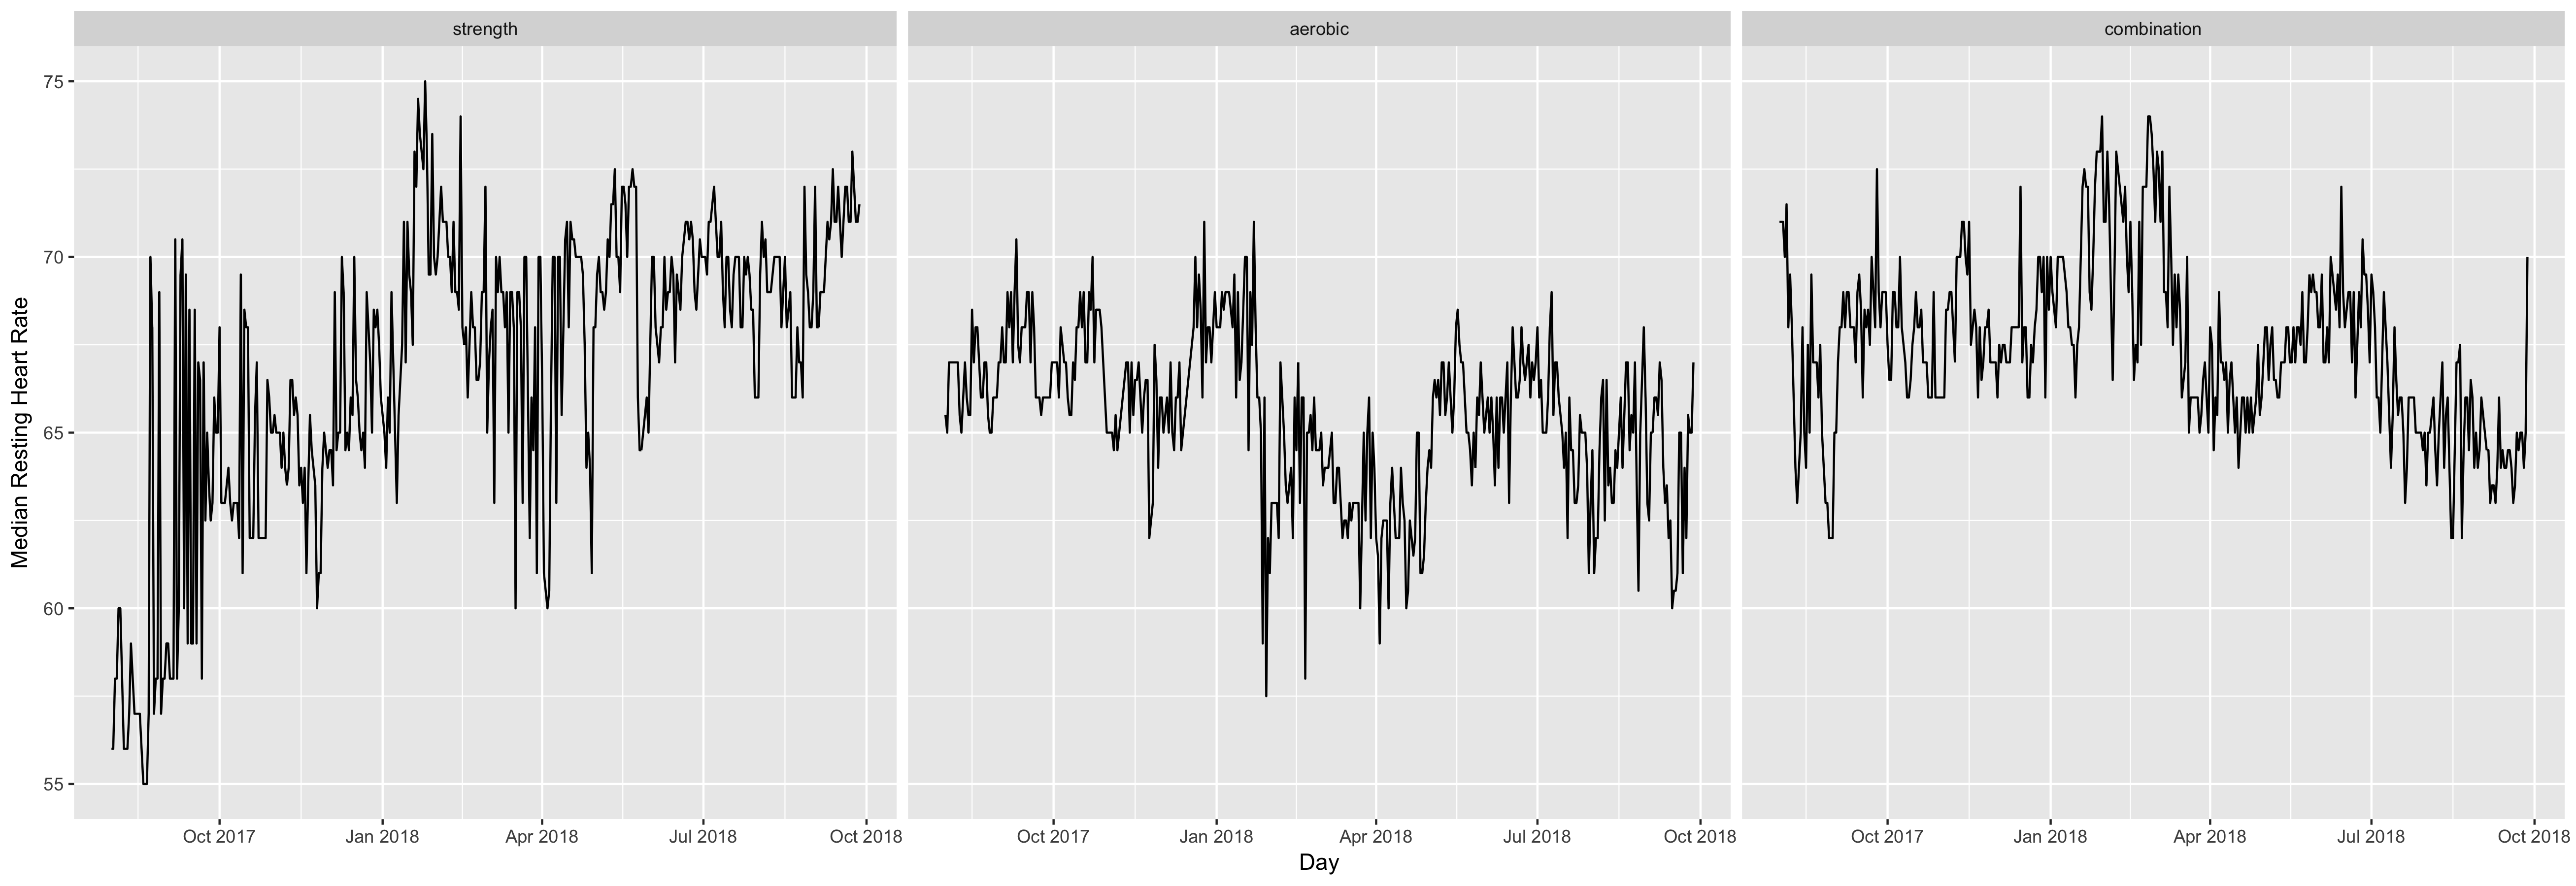 strength aerobic combination
75
70
65
60
55
Median Resting Heart Rate
Oct 2017 Jan 2018 Apr 2018 Jul 2018 Oct 2018 Oct 2017 Jan 2018 Apr 2018 Jul 2018 Oct 2018 Oct 2017 Jan 2018 Apr 2018 Jul 2018 Oct 2018
Day